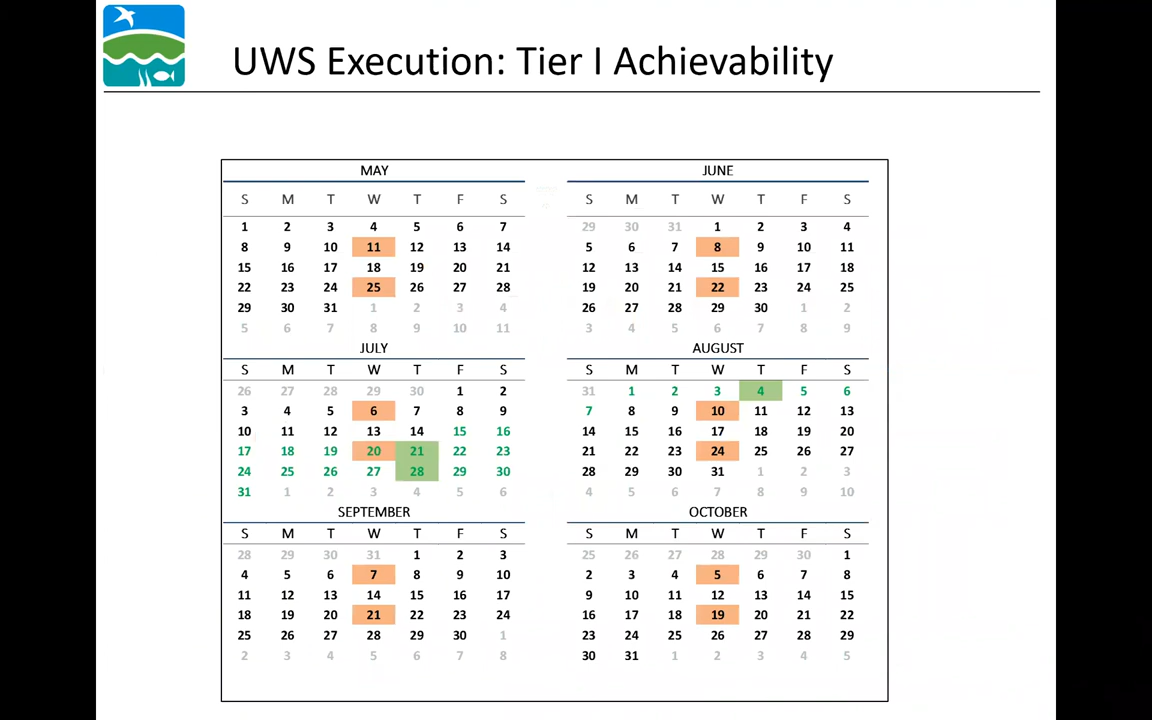 UWS Execution: Tier I Achievability
MAY
S M T W T F S
1 2 3 4 5 6 7
8 9 10 11 12 13 14
15 16 17 18 19 20 21
22 23 24 25 26 27 28
29 30 31 1 2 3 4
5 6 7 8 9 10 11
JUNE
S M T W T F S
29 30 31 1 2 3 4
5 6 7 8 9 10 11
12 13 14 15 16 17 18
19 20 21 22 23 24 25
26 27 28 29 30 1 2
3 4 5 6 7 8 9
JULY
S M T W T F S
26 27 28 29 30 1 2
3 4 5 6 7 8 9
10 11 12 13 14 15 16
17 18 19 20 21 22 23
24 25 26 27 28 29 30
31 1 2 3 4 5 6
AUGUST
S M T W T F S
31 1 2 3 4 5 6
7 8 9 10 11 12 13
14 15 16 17 18 19 20
21 22 23 24 25 26 27
28 29 30 31 1 2 3
4 5 6 7 8 9 10
SEPTEMBER
S M T W T F S
28 29 30 31 1 2 3
4 5 6 7 8 9 10
11 12 13 14 15 16 17
18 19 20 21 22 23 24
25 26 27 28 29 30 1
2 3 4 5 6 7 8
OCTOBER
S M T W T F S
25 26 27 28 29 30 1
2 3 4 5 6 7 8
9 10 11 12 13 14 15
16 17 18 19 20 21 22
23 24 25 26 27 28 29
30 31 1 2 3 4 5